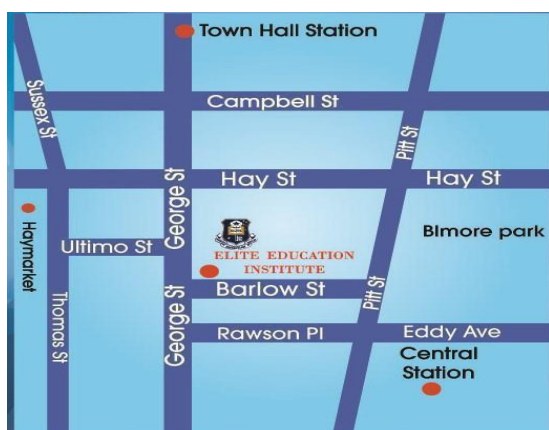 Town Hall Station
Sussex St
Campbell St
Pitt St
George St
Hay St
Hay St
Haymarket
Ultimo St
ELITE EDUCATION
INSTITUTE
Blmore park
Thomas St
George St
Barlow St
Pitt St
Rawson Pl
Eddy Ave
Central
Station